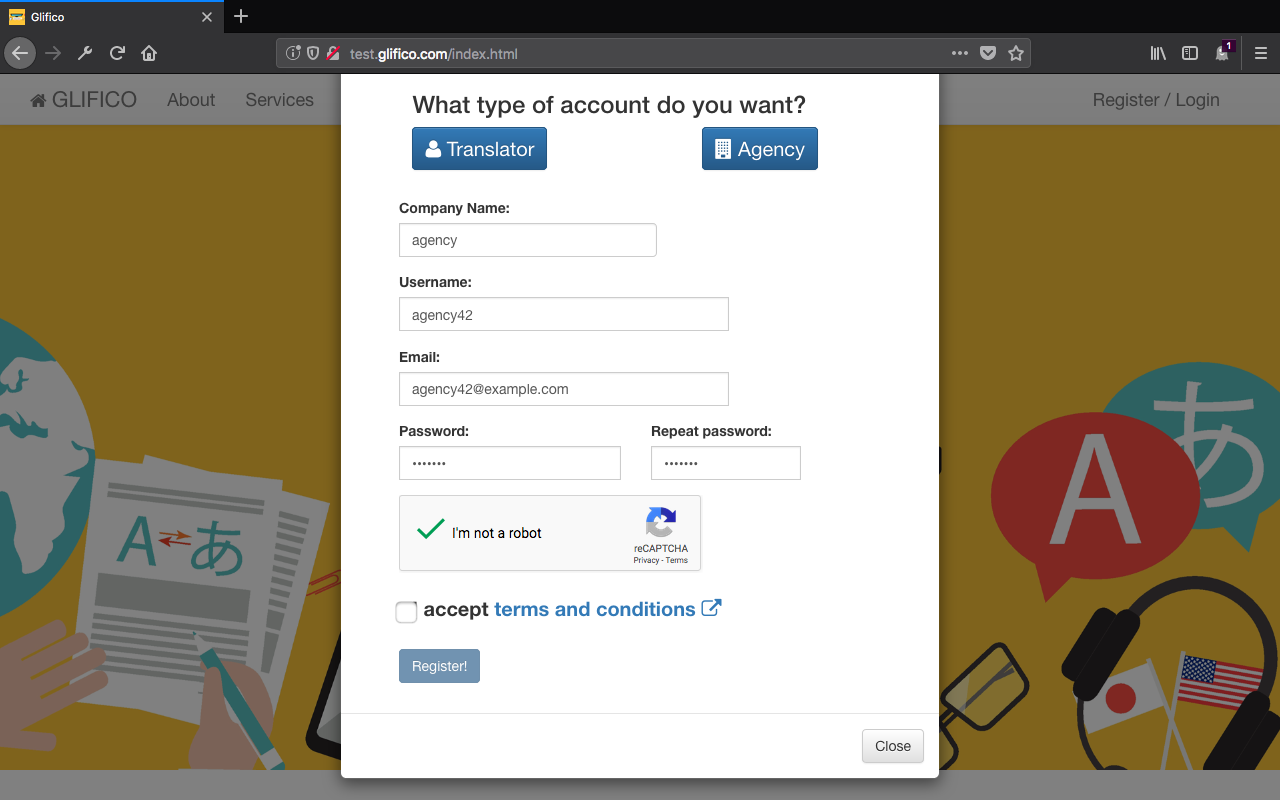 Glifico
test.glifico.com/index.html
1
GLIFICO About Services Register / Login
What type of account do you want?
Translator Agency
Company Name:
agency
Username:
agency42
Email:
agency42@example.com
Password: Repeat password:
••••••• •••••••
I'm not a robot
reCAPTCHA
Privacy - Terms
accept terms and conditions
Register!
Close
A あ
A あ